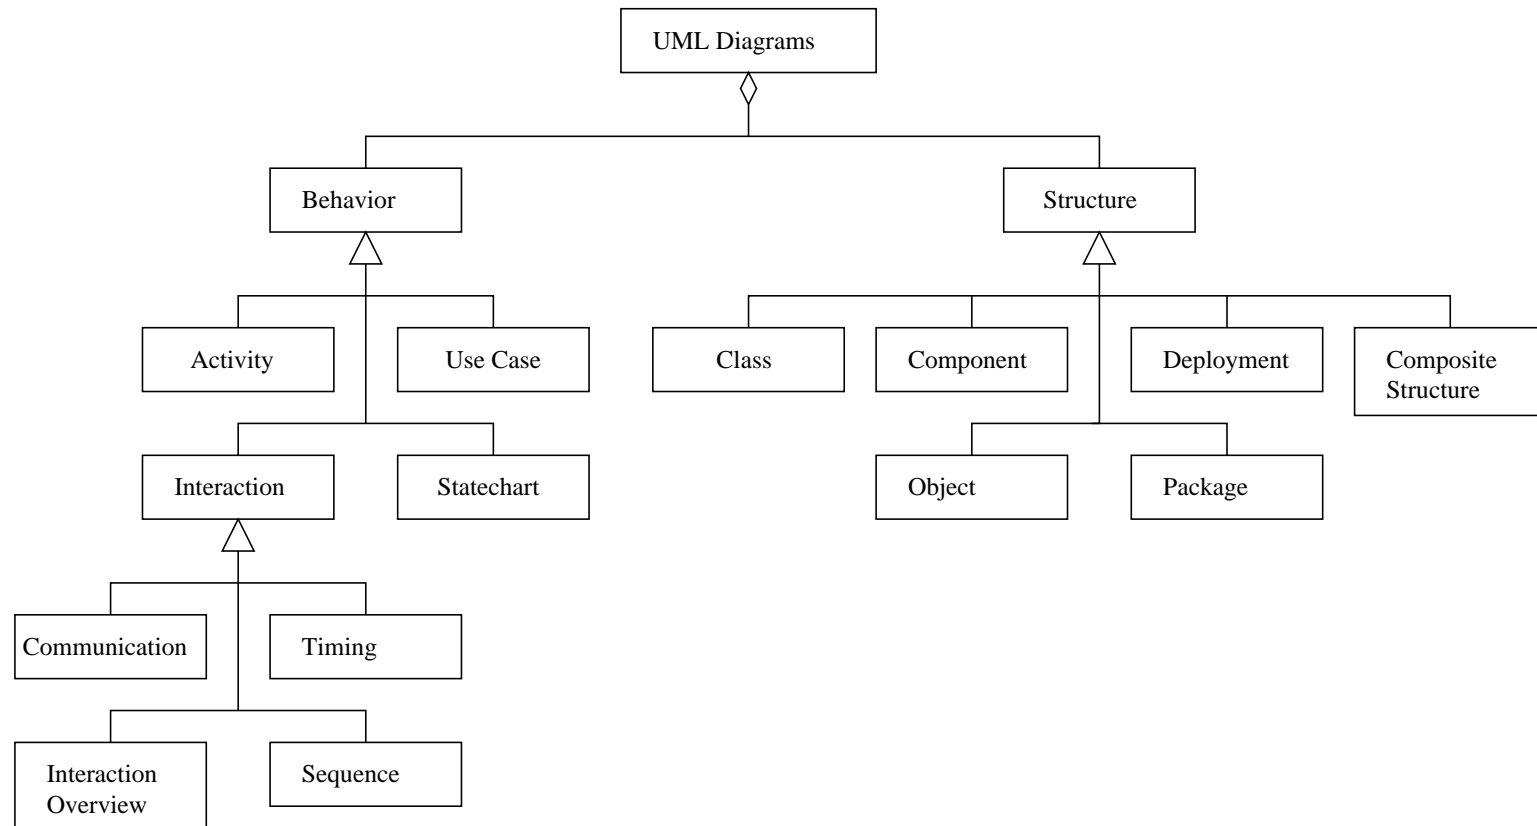 UML Diagrams
Behavior
Structure
Activity
Use Case
Class
Component
Deployment
Composite
Structure
Interaction
Statechart
Object
Package
Communication
Timing
Interaction
Overview
Sequence